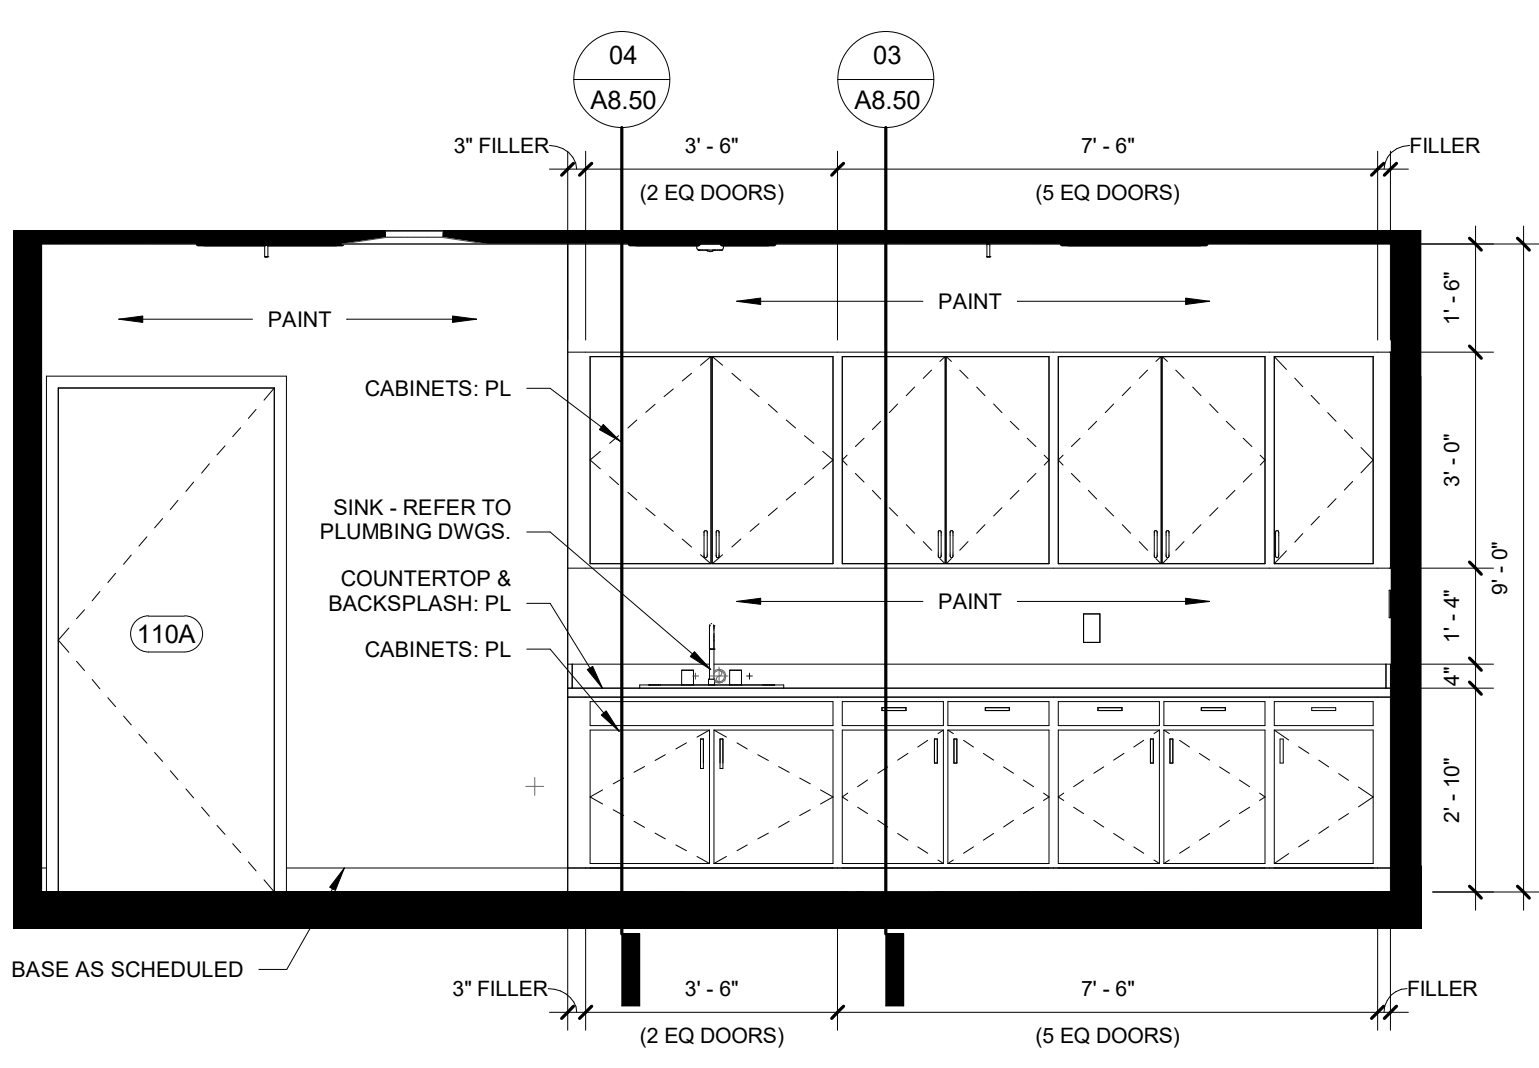 04
A8.50
03
A8.50
3" FILLER
3' - 6"
7' - 6"
FILLER
(2 EQ DOORS)
(5 EQ DOORS)
PAINT
PAINT
1' - 6"
CABINETS: PL
3' - 0"
SINK - REFER TO
PLUMBING DWGS.
9' - 0"
COUNTERTOP &
BACKSPLASH: PL
PAINT
1' - 4"
110A
CABINETS: PL
4"
2' - 10"
BASE AS SCHEDULED
3" FILLER
3' - 6"
7' - 6"
FILLER
(2 EQ DOORS)
(5 EQ DOORS)